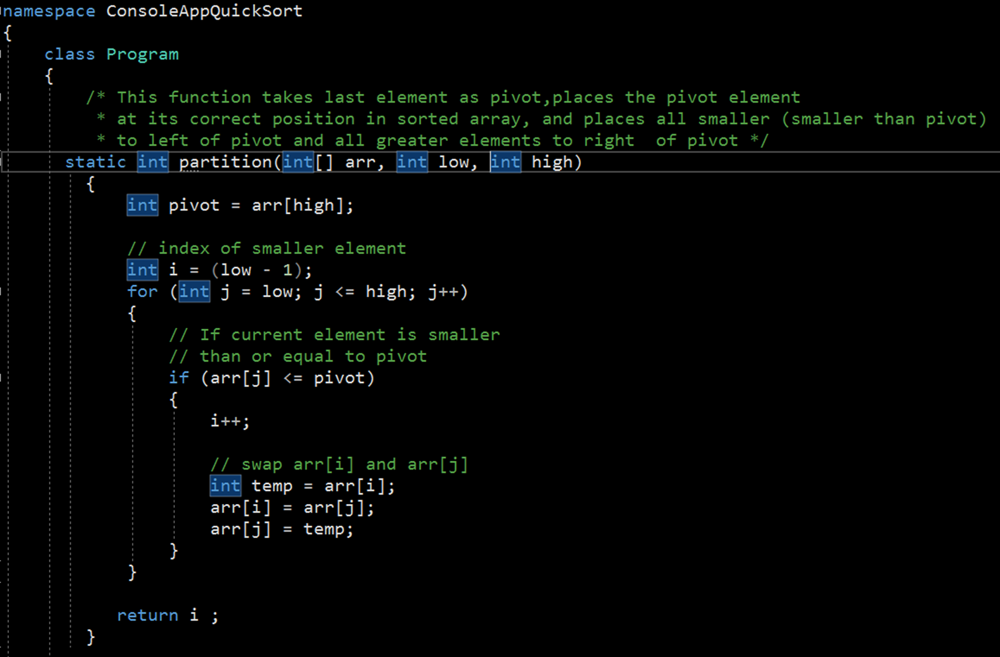 namespace ConsoleAppQuickSort
{
    class Program
    {
        /* This function takes last element as pivot,places the pivot element
         * at its correct position in sorted array, and places all smaller (smaller than pivot)
         * to left of pivot and all greater elements to right  of pivot */
      static int partition(int[] arr, int low, int high)
        {
            int pivot = arr[high];

            // index of smaller element
            int i = (low - 1);
            for (int j = low; j <= high; j++)
            {
                // If current element is smaller
                // than or equal to pivot
                if (arr[j] <= pivot)
                {
                    i++;

                    // swap arr[i] and arr[j]
                    int temp = arr[i];
                    arr[i] = arr[j];
                    arr[j] = temp;
                }
            }

           return i ;
        }